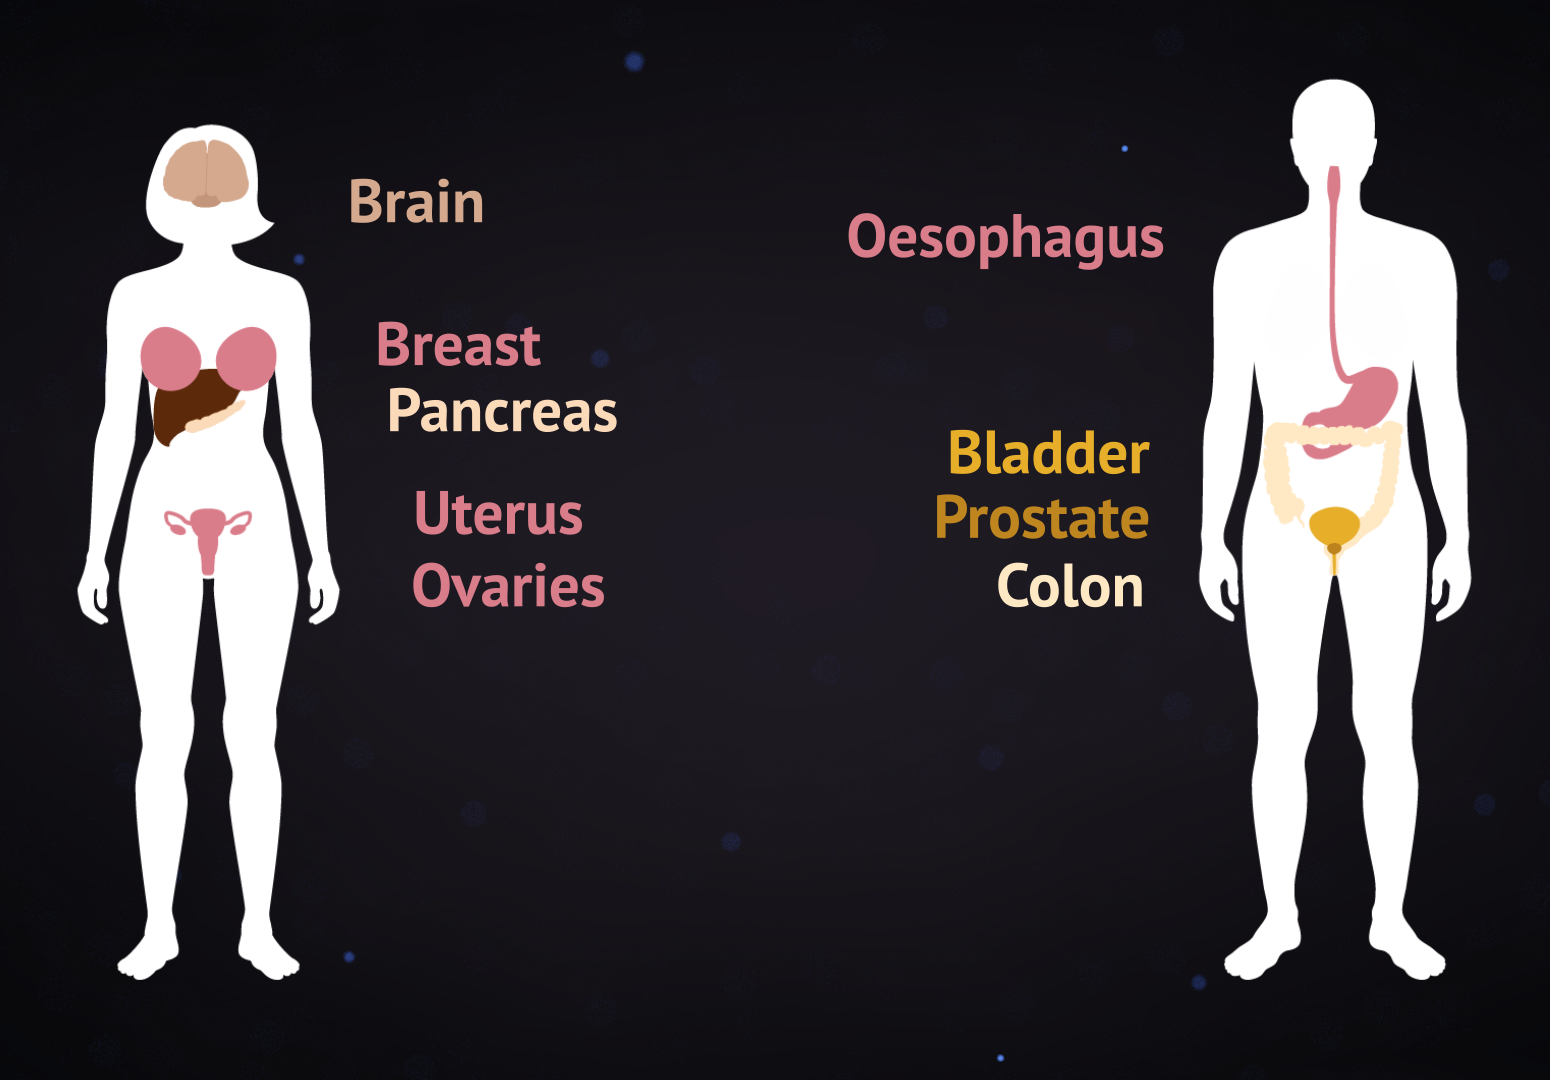 Brain
Breast
Pancreas
Uterus
Ovaries
Oesophagus
Bladder
Prostate
Colon